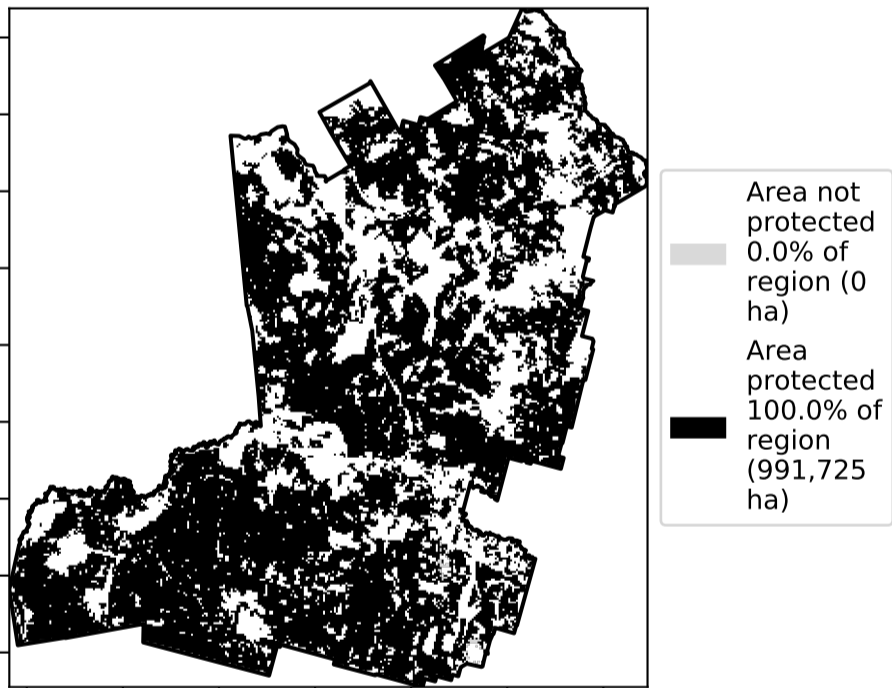 Area not
protected
0.0% of
region (0
ha)
Area
protected
100.0% of
region
(991,725
ha)